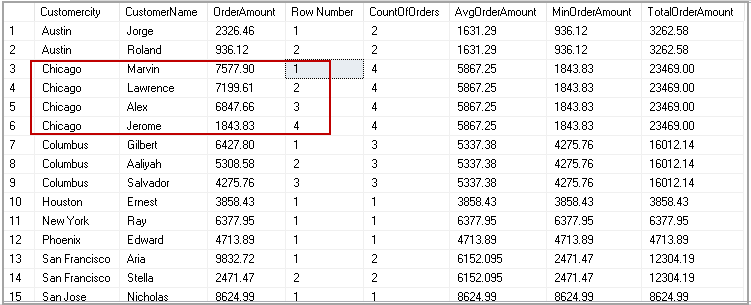 Customercity CustomerName OrderAmount Row Number CountOfOrders AvgOrderAmount MinOrderAmount TotalOrderAmount
1 Austin Jorge 2326.46 1 2 1631.29 936.12 3262.58
2 Austin Roland 936.12 2 2 1631.29 936.12 3262.58
3 Chicago Marvin 7577.90 1 4 5867.25 1843.83 23469.00
4 Chicago Lawrence 7199.61 2 4 5867.25 1843.83 23469.00
5 Chicago Alex 6847.66 3 4 5867.25 1843.83 23469.00
6 Chicago Jerome 1843.83 4 4 5867.25 1843.83 23469.00
7 Columbus Gilbert 6427.80 1 3 5337.38 4275.76 16012.14
8 Columbus Aaliyah 5308.58 2 3 5337.38 4275.76 16012.14
9 Columbus Salvador 4275.76 3 3 5337.38 4275.76 16012.14
10 Houston Ernest 3858.43 1 1 3858.43 3858.43 3858.43
11 New York Ray 6377.95 1 1 6377.95 6377.95 6377.95
12 Phoenix Edward 4713.89 1 1 4713.89 4713.89 4713.89
13 San Francisco Aria 9832.72 1 2 6152.095 2471.47 12304.19
14 San Francisco Stella 2471.47 2 2 6152.095 2471.47 12304.19
15 San Jose Nicholas 8624.99 1 1 8624.99 8624.99 8624.99